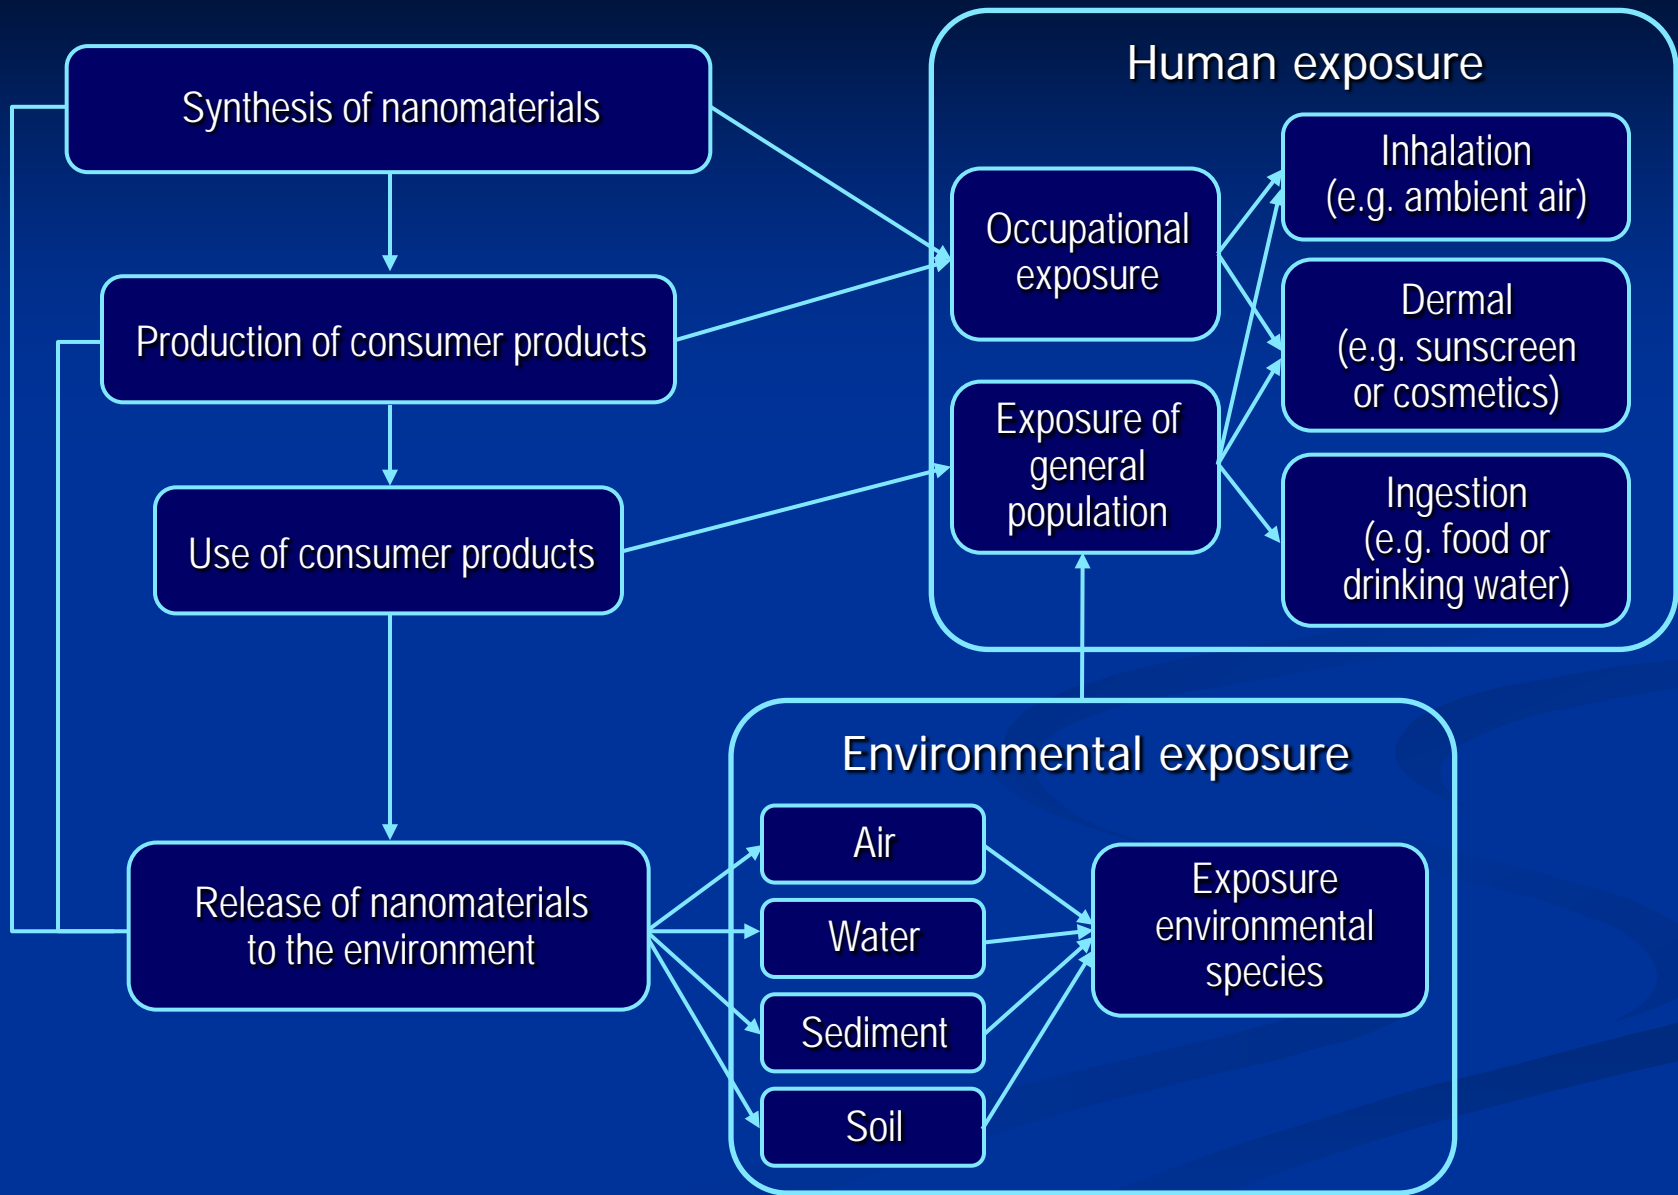 Synthesis of nanomaterials
Production of consumer products
Use of consumer products
Release of nanomaterials
to the environment
Human exposure
Occupational
exposure
Exposure of
general
population
Inhalation
(e.g. ambient air)
Dermal
(e.g. sunscreen
or cosmetics)
Ingestion
(e.g. food or
drinking water)
Environmental exposure
Air
Water
Sediment
Soil
Exposure
environmental
species